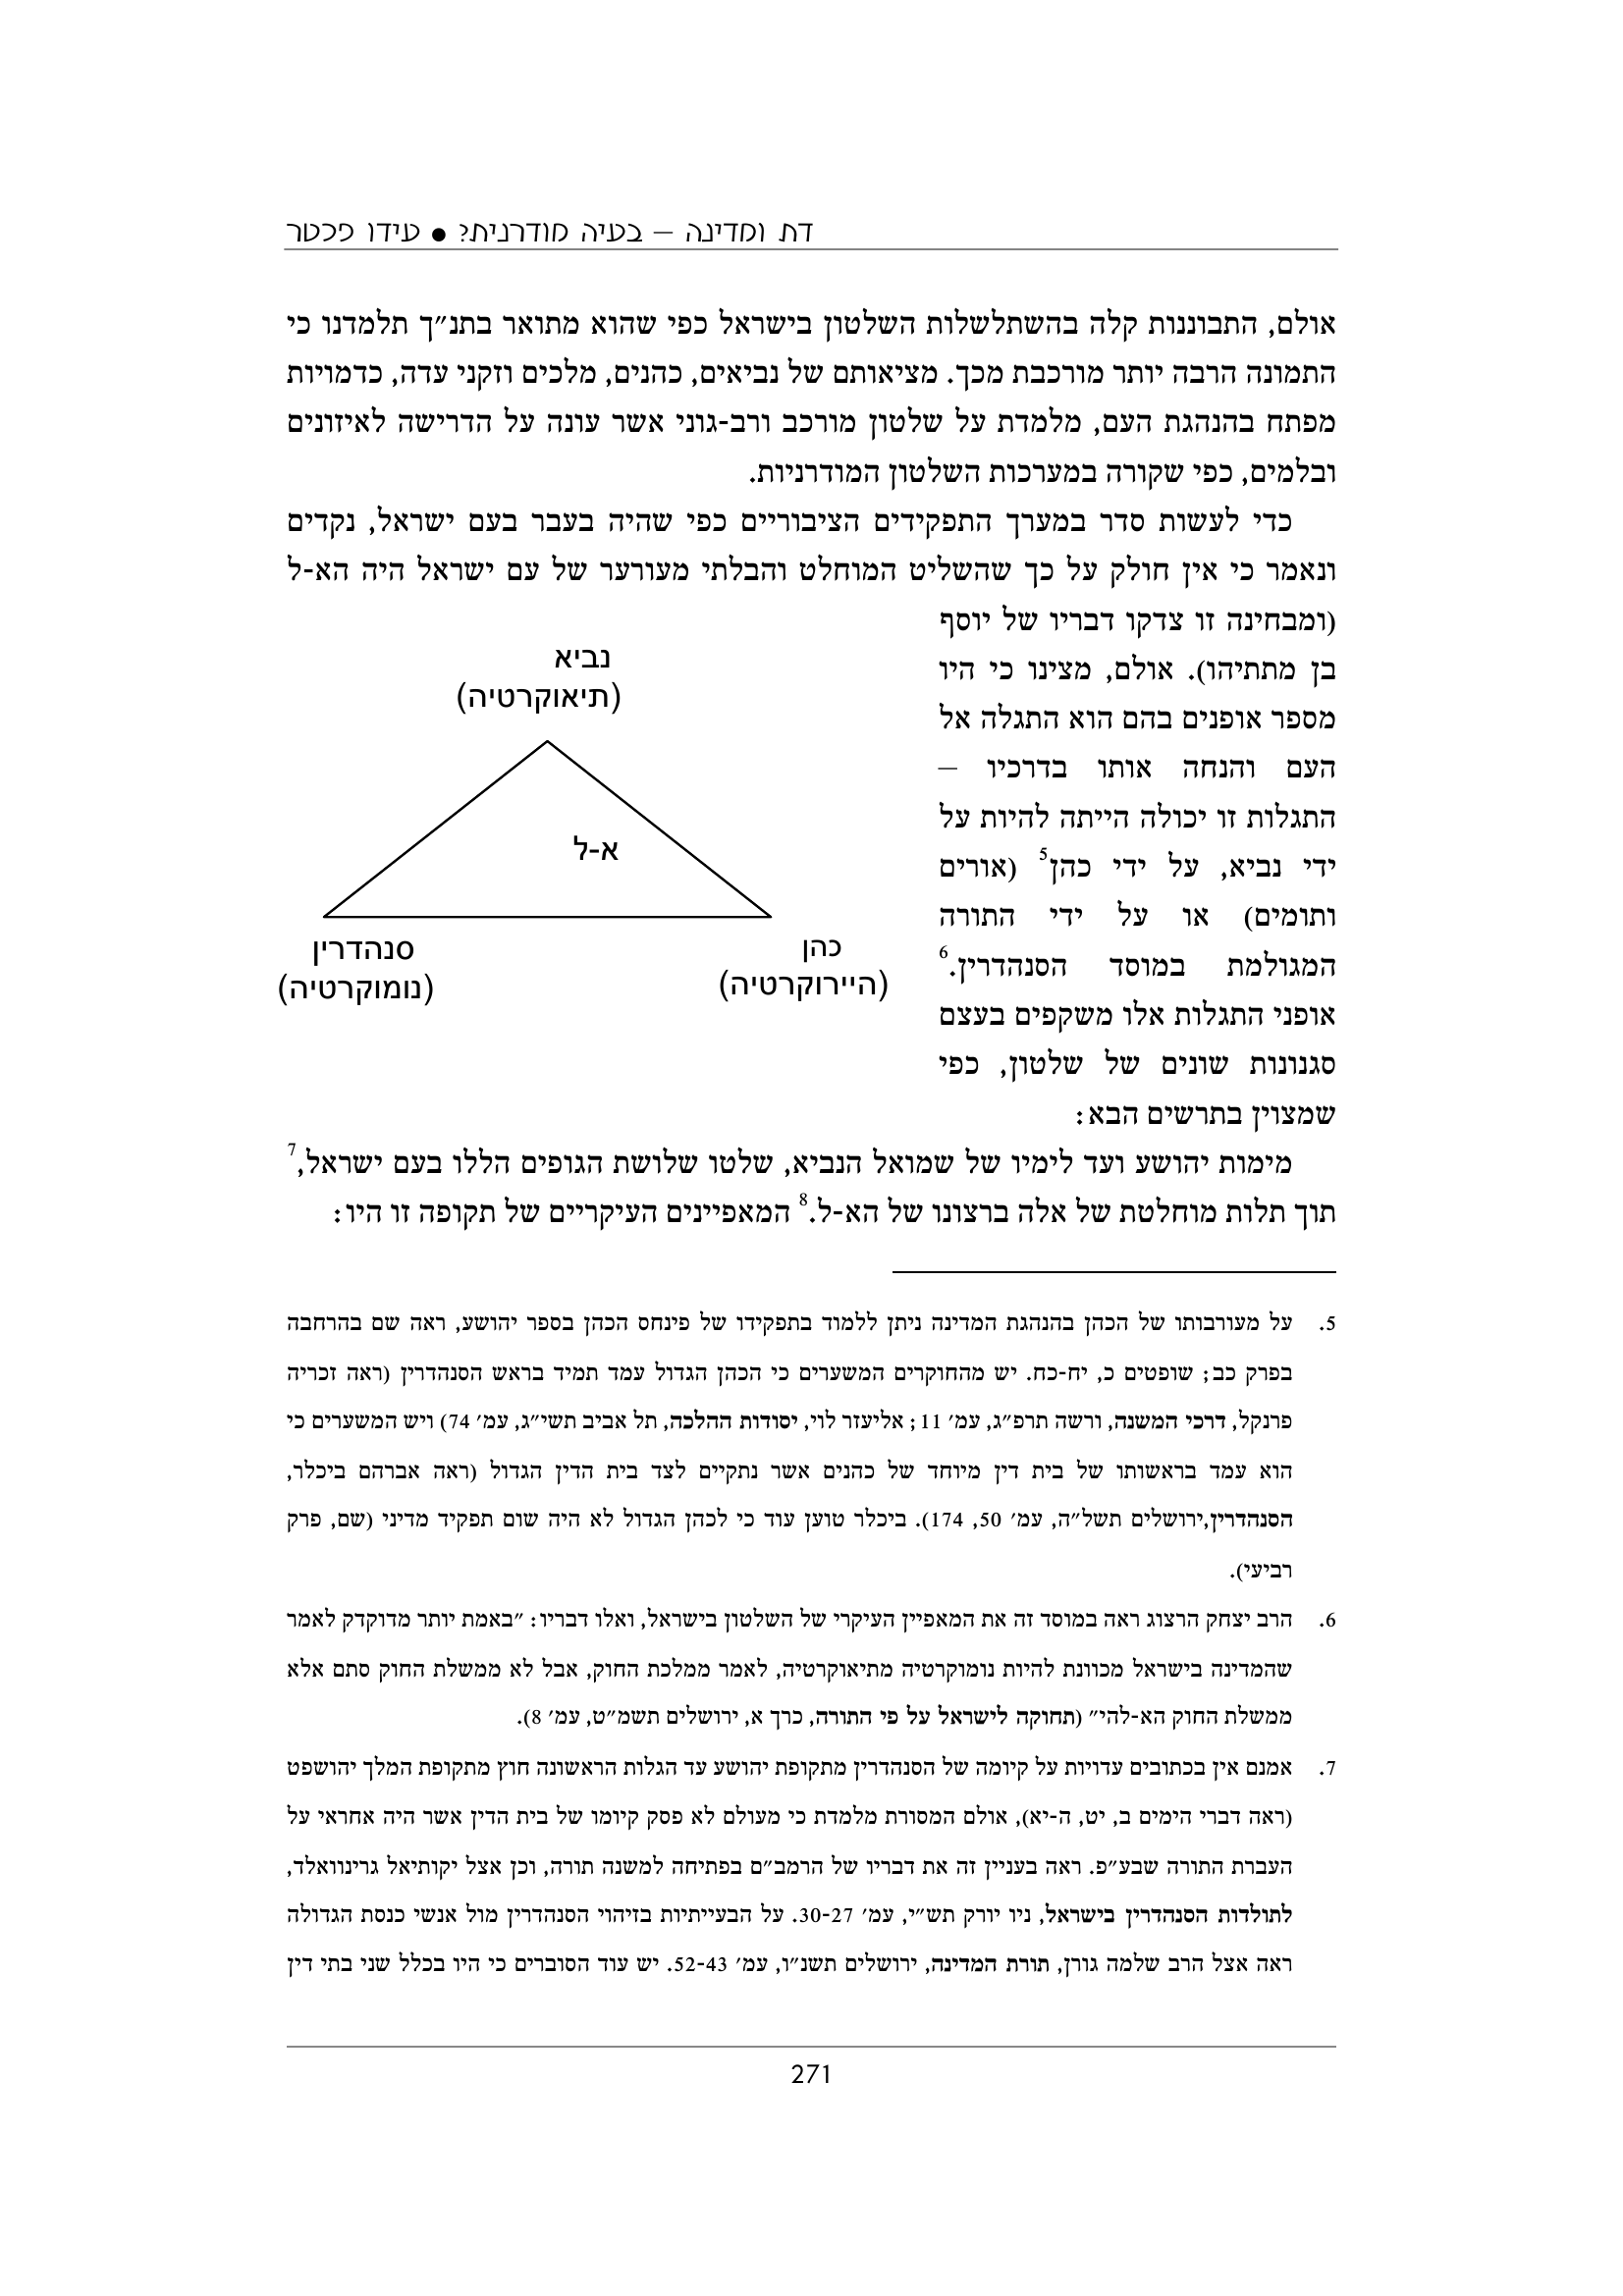 דת ומדינה – בעיה מודרנית? ● עידו פכטר
אולם, התבוננות קלה בהשתלשלות השלטון בישראל כפי שהוא מתואר בתנ״ך תלמדנו כי
התמונה הרבה יותר מורכבת מכך. מציאותם של נביאים, כהנים, מלכים וזקני עדה, כדמויות
מפתח בהנהגת העם, מלמדת על שלטון מורכב ורב-גוני אשר עונה על הדרישה לאיזונים
ובלמים, כפי שקורה במערכות השלטון המודרניות.
כדי לעשות סדר במערך התפקידים הציבוריים כפי שהיה בעבר בעם ישראל, נקדים
ונאמר כי אין חולק על כך שהשליט המוחלט והבלתי מעורער של עם ישראל היה הא-ל
(ומבחינה זו צדקו דבריו של יוסף
בן מתתיהו). אולם, מצינו כי היו
מספר אופנים בהם הוא התגלה אל
העם והנחה אותו בדרכיו –
התגלות זו יכולה הייתה להיות על
ידי נביא, על ידי כהן5 (אורים
ותומים) או על ידי התורה
המגולמת במוסד הסנהדרין.6
אופני התגלות אלו משקפים בעצם
סגנונות שונים של שלטון, כפי
שמצוין בתרשים הבא:
נביא
(תיאוקרטיה)
א-ל
כהן
(היירוקרטיה)
סנהדרין
(נומוקרטיה)
מימות יהושע ועד לימיו של שמואל הנביא, שלטו שלושת הגופים הללו בעם ישראל,7
תוך תלות מוחלטת של אלה ברצונו של הא-ל.8 המאפיינים העיקריים של תקופה זו היו:
5. על מעורבותו של הכהן בהנהגת המדינה ניתן ללמוד בתפקידו של פינחס הכהן בספר יהושע, ראה שם בהרחבה
בפרק כב; שופטים כ, יח-כח. יש מהחוקרים המשערים כי הכהן הגדול עמד תמיד בראש הסנהדרין (ראה זכריה
פרנקל, דרכי המשנה, ורשה תרפ״ג, עמ׳ 11; אליעזר לוי, יסודות ההלכה, תל אביב תשי״ג, עמ׳ 74) ויש המשערים כי
הוא עמד בראשותו של בית דין מיוחד של כהנים אשר נתקיים לצד בית הדין הגדול (ראה אברהם ביכלר,
הסנהדרין,ירושלים תשל״ה, עמ׳ 50, 174). ביכלר טוען עוד כי לכהן הגדול לא היה שום תפקיד מדיני (שם, פרק
רביעי).
6. הרב יצחק הרצוג ראה במוסד זה את המאפיין העיקרי של השלטון בישראל, ואלו דבריו: ״באמת יותר מדוקדק לאמר
שהמדינה בישראל מכוונת להיות נומוקרטיה מתיאוקרטיה, לאמר ממלכת החוק, אבל לא ממשלת החוק סתם אלא
ממשלת החוק הא-להי״ (תחוקה לישראל על פי התורה, כרך א, ירושלים תשמ״ט, עמ׳ 8).
7. אמנם אין בכתובים עדויות על קיומה של הסנהדרין מתקופת יהושע עד הגלות הראשונה חוץ מתקופת המלך יהושפט
(ראה דברי הימים ב, יט, ה-יא), אולם המסורת מלמדת כי מעולם לא פסק קיומו של בית הדין אשר היה אחראי על
העברת התורה שבע״פ. ראה בעניין זה את דבריו של הרמב״ם בפתיחה למשנה תורה, וכן אצל יקותיאל גרינוואלד,
לתולדות הסנהדרין בישראל, ניו יורק תש״י, עמ׳ 30-27. על הבעייתיות בזיהוי הסנהדרין מול אנשי כנסת הגדולה
ראה אצל הרב שלמה גורן, תורת המדינה, ירושלים תשנ״ו, עמ׳ 52-43. יש עוד הסוברים כי היו בכלל שני בתי דין
271